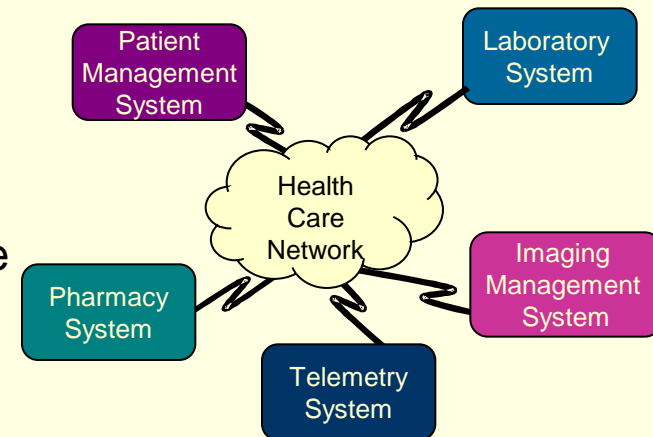 Patient
Management
System
Laboratory
System
Health
Care
Network
e
Pharmacy
System
Imaging
Management
System
Telemetry
System